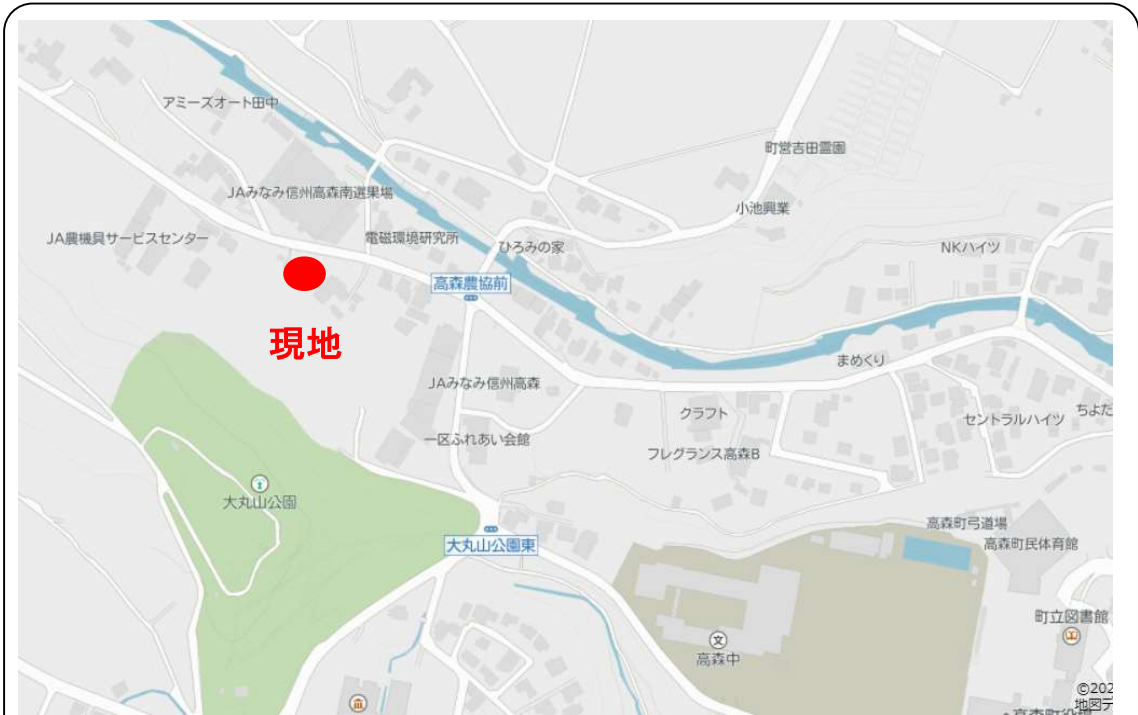 アミーズオート田中
町営吉田霊園
JAみなみ信州高森南選果場
小池興業
JA農機具サービスセンター
電磁環境研究所
ひろみの家
NKハイツ
高森農協前
現地
まめくり
JAみなみ信州高森
クラフト
セントラルハイツ
ちよだ
一区ふれあい会館
フレグランス高森B
大丸山公園
高森町弓道場
大丸山公園東
高森町民体育館
町立図書館
文
高森中
©202
地図デ